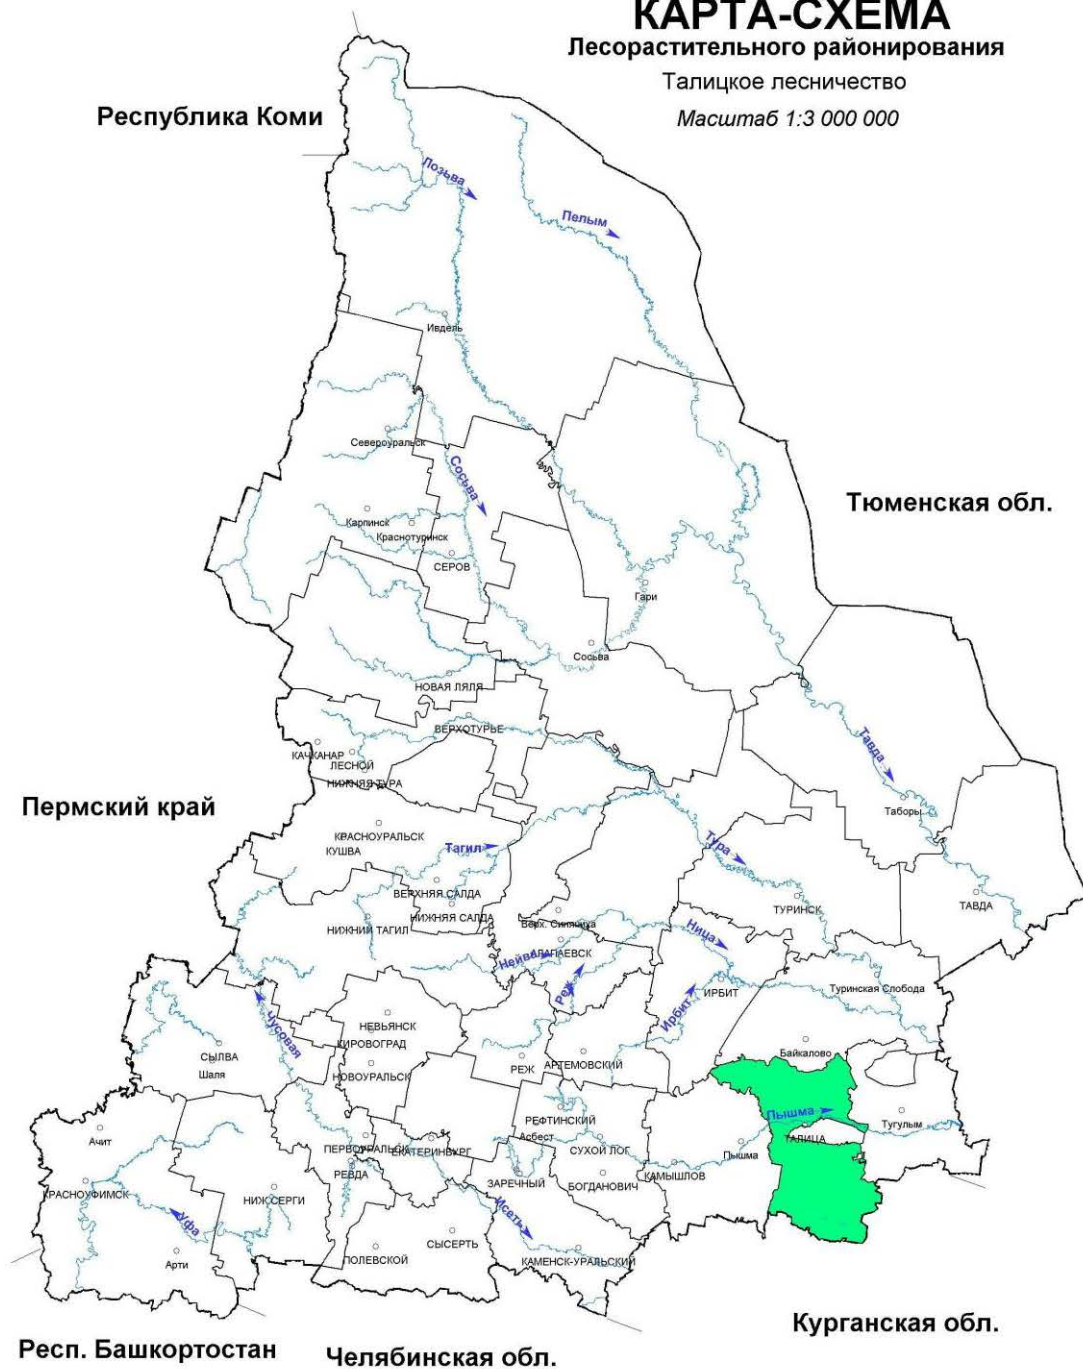 КАРТА-СХЕМА
Лесорастительного районирования
Талицкое лесничество
Масштаб 1:3 000 000
Республика Коми
Лозьва
Пелым
Ивдель
Североуральск
Сосьва
Тюменская обл.
Карпинск
Краснотуринск
СЕРОВ
Гари
Сосьва
НОВАЯ ЛЯЛЯ
ВЕРХОТУРЬЕ
Тавда
КАЧКАНАР
ЛЕСНОЙ
НИЖНЯЯ ТУРА
Пермский край
Таборы
КРАСНОУРАЛЬСК
КУШВА
Тагил
Тура
ВЕРХНЯЯ САЛДА
НИЖНЯЯ САЛДА
ТУРИНСК
ТАВДА
НИЖНИЙ ТАГИЛ
Верх. Синячиха
Ница
Нейва
АЛАПАЕВСК
Реж
Ирбит
ИРБИТ
Туринская Слобода
Чусовая
НЕВЬЯНСК
КИРОВОГРАД
Байкалово
СЫЛВА
Шаля
НОВОУРАЛЬСК
РЕЖ
АРТЕМОВСКИЙ
Пышма
РЕФТИНСКИЙ
Тугулым
Ачит
Асбест
ТАЛИЦА
ПЕРВОУРАЛЬСК
ЕКАТЕРИНБУРГ
СУХОЙ ЛОГ
Пышма
РЕВДА
ЗАРЕЧНЫЙ
БОГДАНОВИЧ
КАМЫШЛОВ
КРАСНОУФИМСК
НИЖ.СЕРГИ
Уфа
Исеть
СЫСЕРТЬ
Арти
ПОЛЕВСКОЙ
КАМЕНСК-УРАЛЬСКИЙ
Курганская обл.
Респ. Башкортостан
Челябинская обл.